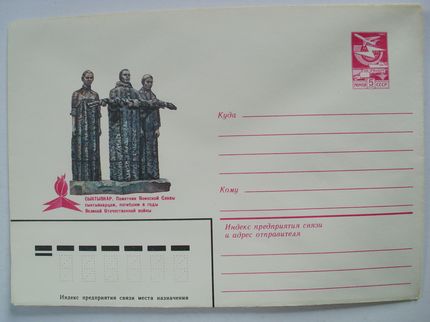 ПОЧТА 5 СССР
Куда
СЫКТЫВКАР. Памятник Воинской Славы
сыктывкарцам, погибшим в годы
Великой Отечественной войны
Кому
Индекс предприятия связи
и адрес отправителя
Индекс предприятия связи места назначения